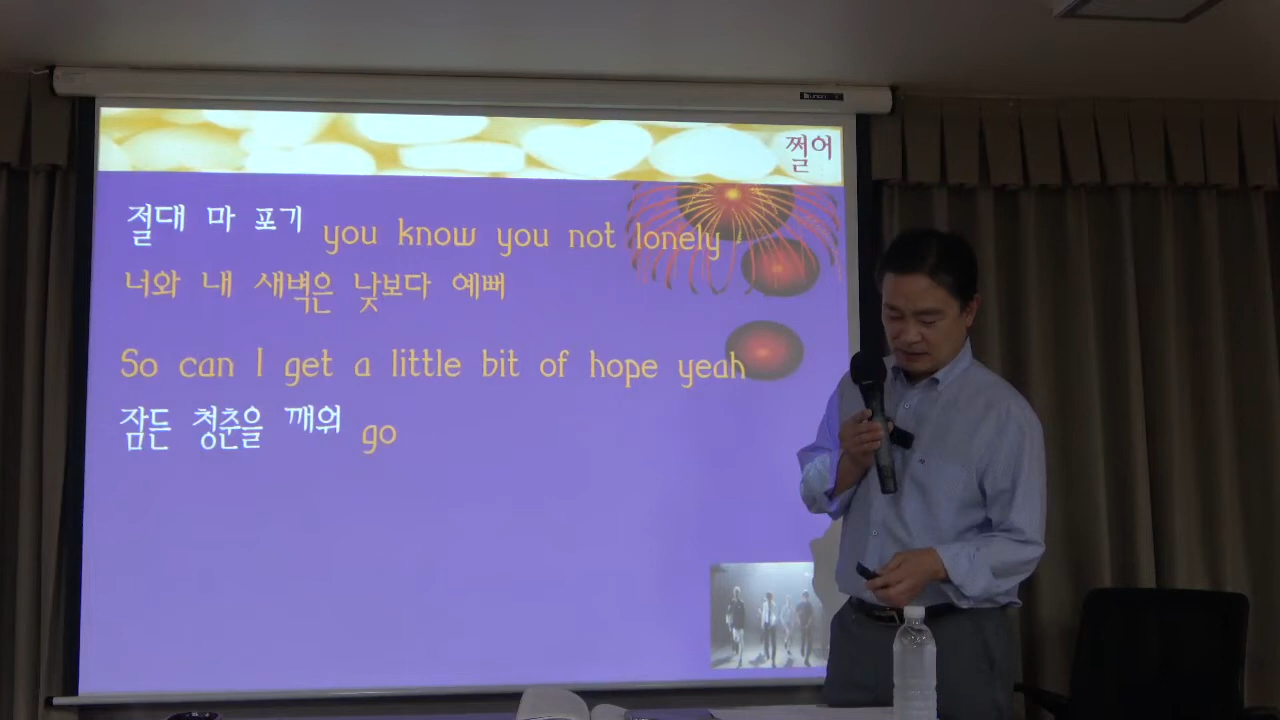 쩔어
절대 마 포기 you know you not lonely
너와 내 새벽은 낮보다 예뻐
So can I get a little bit of hope yeah
잠든 청춘을 깨워 go